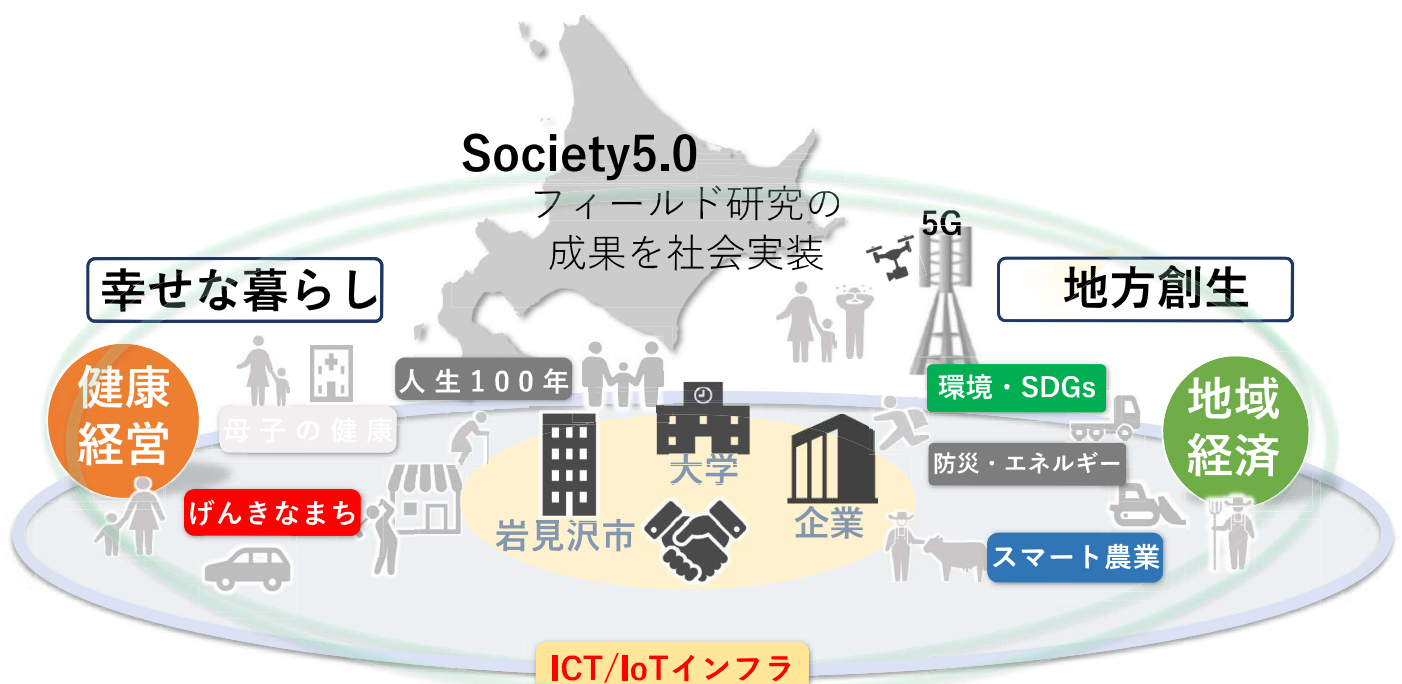 Society5.0
フィールド研究の
成果を社会実装
5G
幸せな暮らし
地方創生
健康
経営
母子の健康
人生100年
げんきなまち
大学
岩見沢市
企業
環境・SDGs
防災・エネルギー
スマート農業
地域
経済
ICT/IoTインフラ